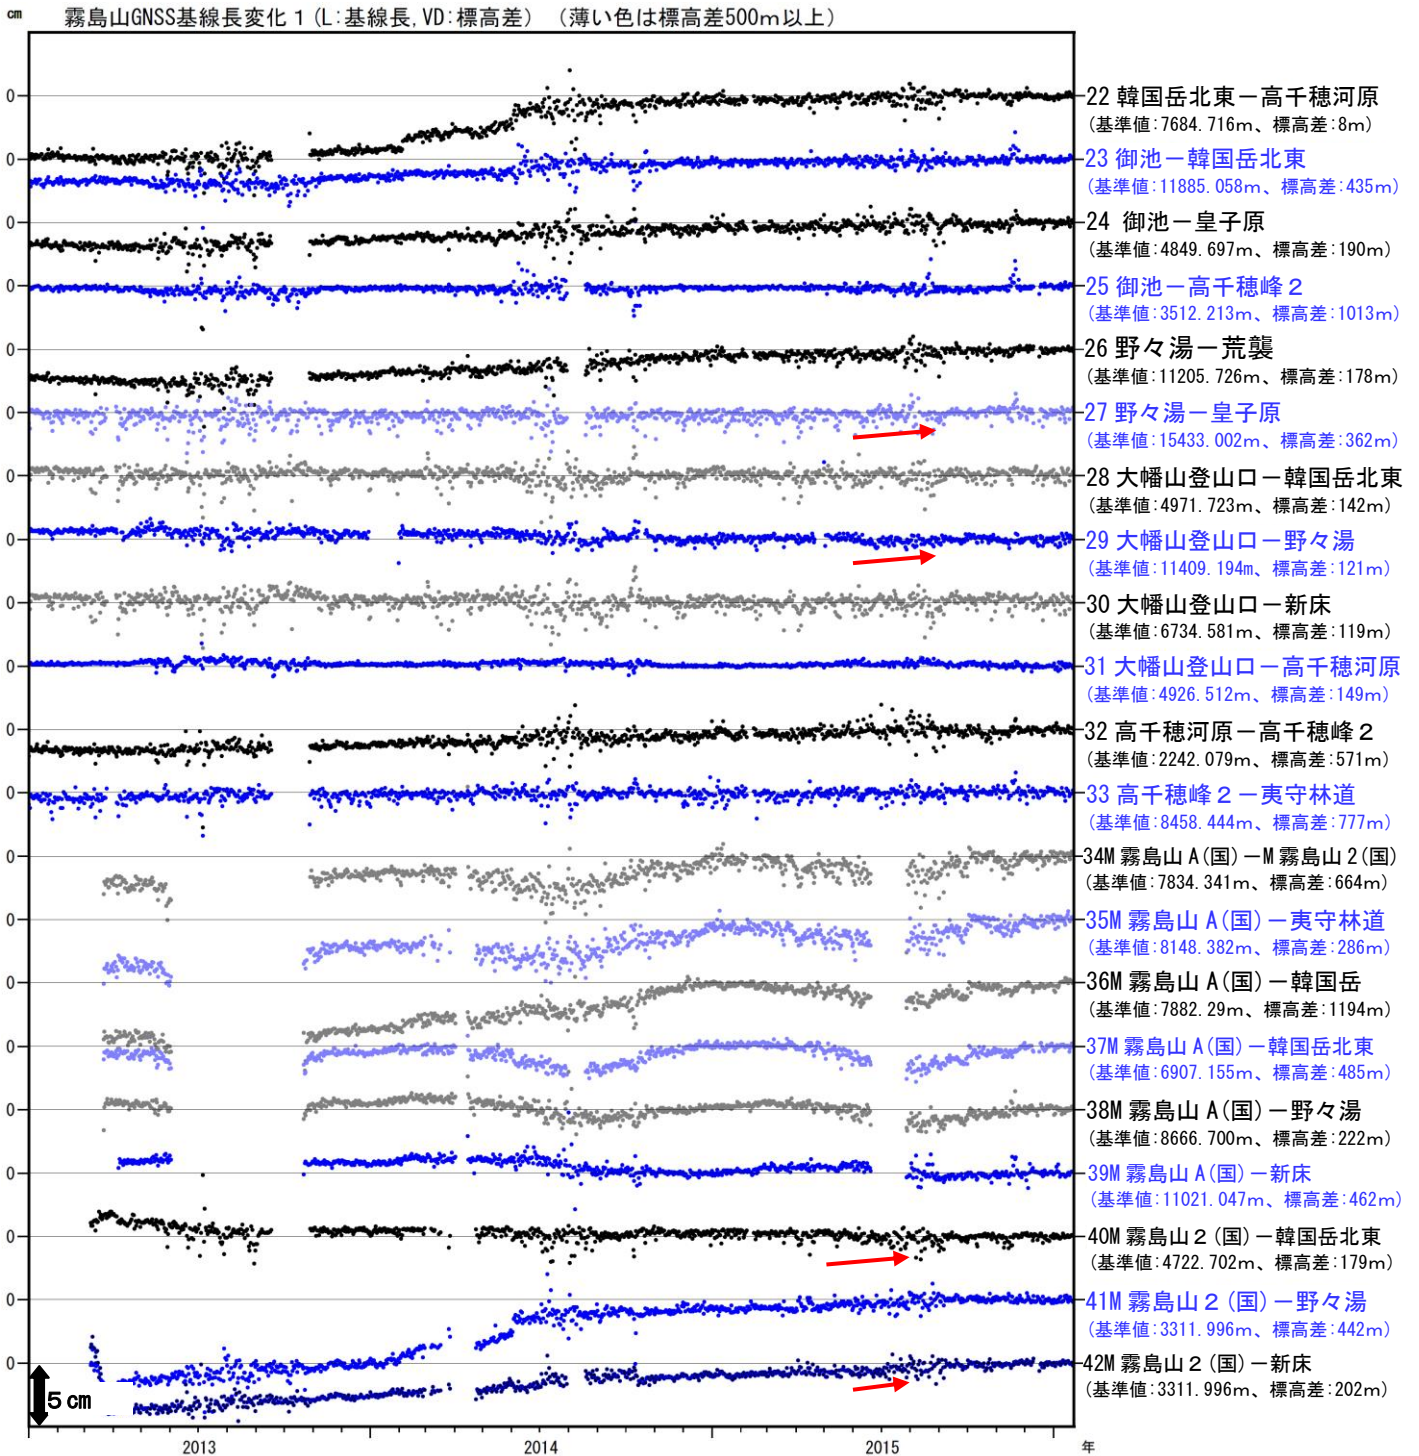 cm
霧島山GNSS基線長変化１(L:基線長, VD:標高差) （薄い色は標高差500m以上）
0
22 韓国岳北東－高千穂河原
(基準値:7684.716m、標高差:8m)
0
23 御池－韓国岳北東
(基準値:11885.058m、標高差:435m)
0
24 御池－皇子原
(基準値:4849.697m、標高差:190m)
0
25 御池－高千穂峰２
(基準値:3512.213m、標高差:1013m)
0
26 野々湯－荒襲
(基準値:11205.726m、標高差:178m)
0
27 野々湯－皇子原
(基準値:15433.002m、標高差:362m)
0
28 大幡山登山口－韓国岳北東
(基準値:4971.723m、標高差:142m)
0
29 大幡山登山口－野々湯
(基準値:11409.194m、標高差:121m)
0
30 大幡山登山口－新床
(基準値:6734.581m、標高差:119m)
0
31 大幡山登山口－高千穂河原
(基準値:4926.512m、標高差:149m)
0
32 高千穂河原－高千穂峰２
(基準値:2242.079m、標高差:571m)
0
33 高千穂峰２－夷守林道
(基準値:8458.444m、標高差:777m)
0
34M 霧島山A(国)－M霧島山2(国)
(基準値:7834.341m、標高差:664m)
0
35M 霧島山A(国)－夷守林道
(基準値:8148.382m、標高差:286m)
0
36M 霧島山A(国)－韓国岳
(基準値:7882.29m、標高差:1194m)
0
37M 霧島山A(国)－韓国岳北東
(基準値:6907.155m、標高差:485m)
0
38M 霧島山A(国)－野々湯
(基準値:8666.700m、標高差:222m)
0
39M 霧島山A(国)－新床
(基準値:11021.047m、標高差:462m)
0
40M 霧島山２(国)－韓国岳北東
(基準値:4722.702m、標高差:179m)
0
41M 霧島山２(国)－野々湯
(基準値:3311.996m、標高差:442m)
0
42M 霧島山２(国)－新床
(基準値:3311.996m、標高差:202m)
5cm
2013 2014 2015 年